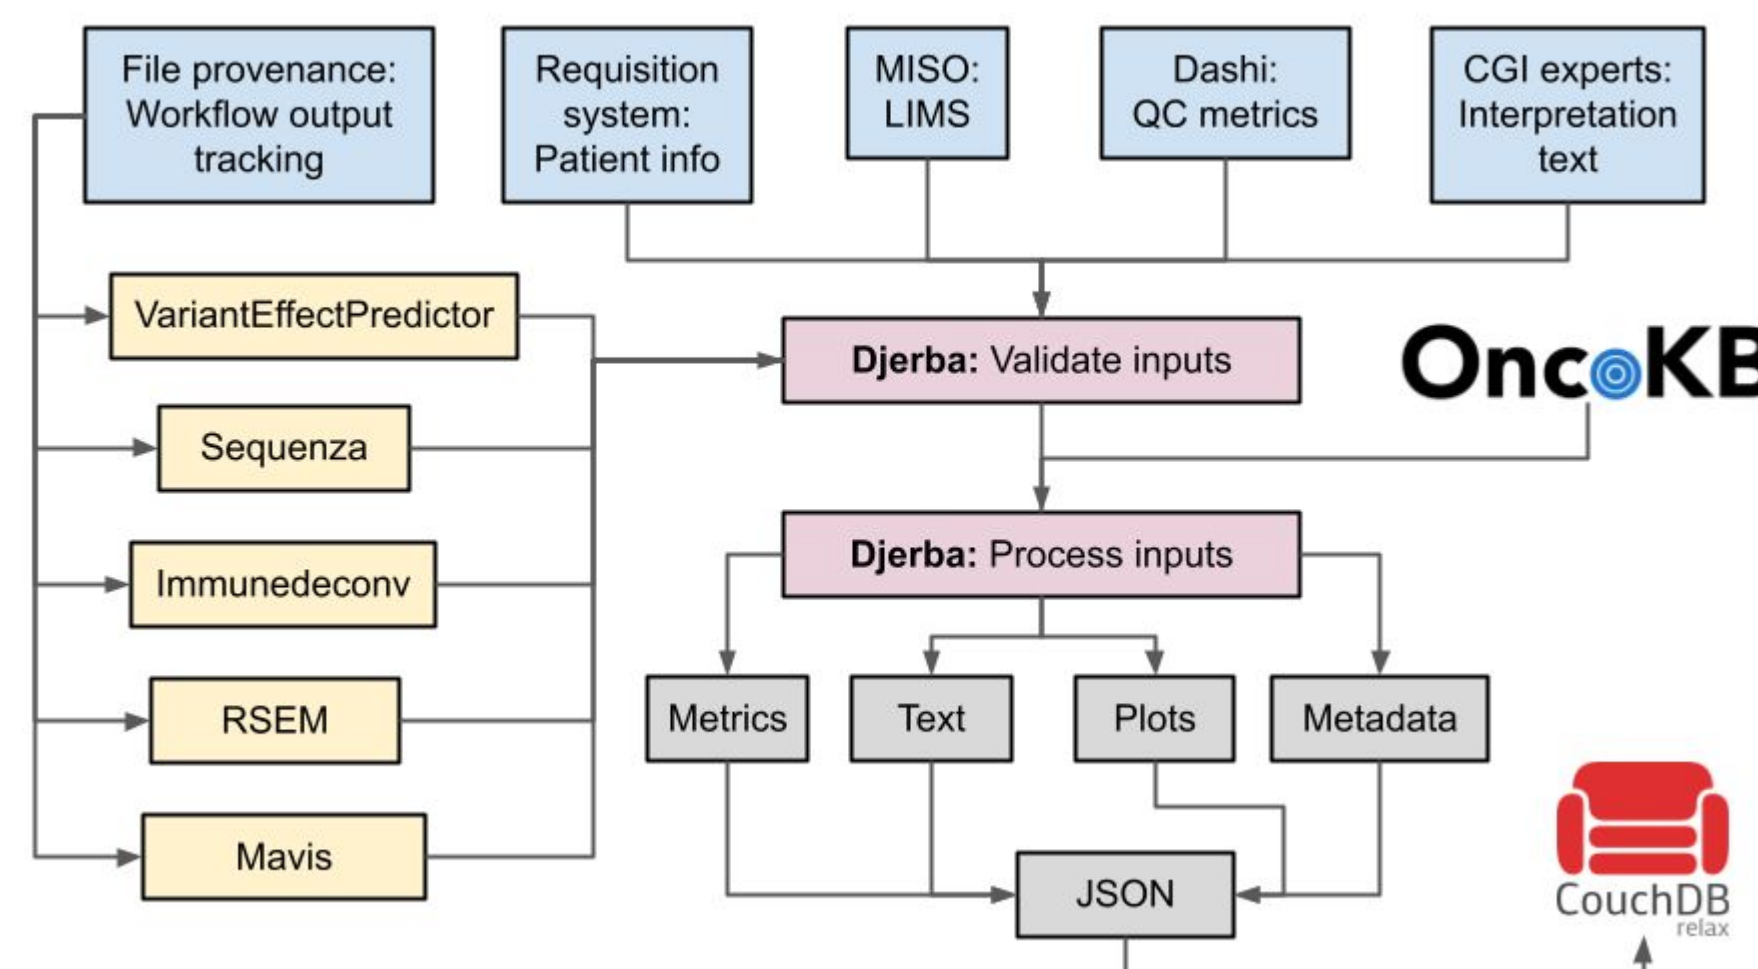 File provenance:
Workflow output
tracking
Requisition
system:
Patient info
MISO:
LIMS
Dashi:
QC metrics
CGI experts:
Interpretation
text
VariantEffectPredictor
Djerba: Validate inputs
OncoKB
Sequenza
Djerba: Process inputs
Immunedeconv
RSEM
Metrics
Text
Plots
Metadata
Mavis
JSON
CouchDB
relax